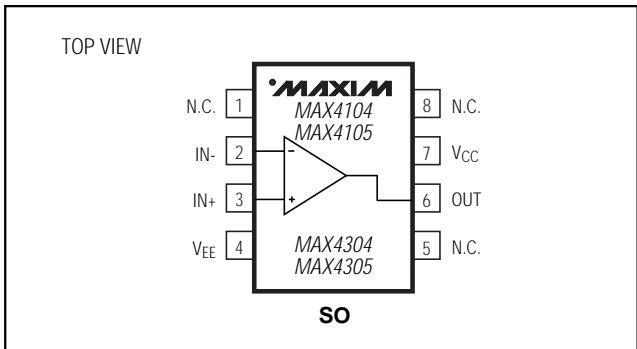 TOP VIEW
MAXIM
MAX4104
MAX4105
N.C. 1
IN- 2
IN+ 3
VEE 4
8 N.C.
7 VCC
6 OUT
5 N.C.
-
+
MAX4304
MAX4305
SO